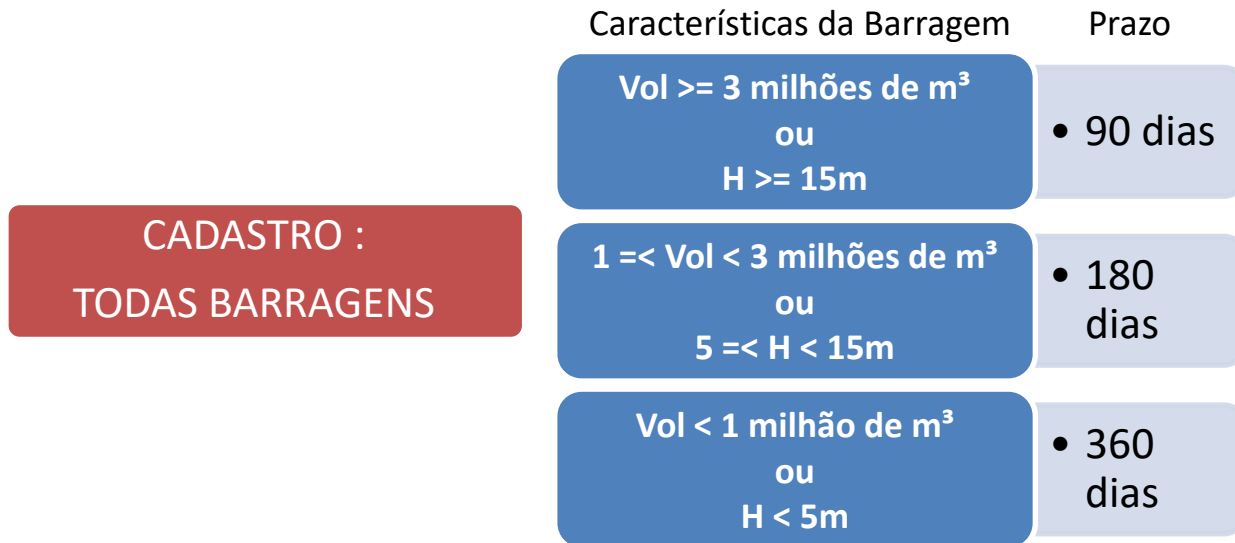 Características da Barragem
Prazo
CADASTRO :
TODAS BARRAGENS
Vol >= 3 milhões de m³
ou
H >= 15m
• 90 dias
1 =< Vol < 3 milhões de m³
ou
5 =< H < 15m
• 180
dias
Vol < 1 milhão de m³
ou
H < 5m
• 360
dias